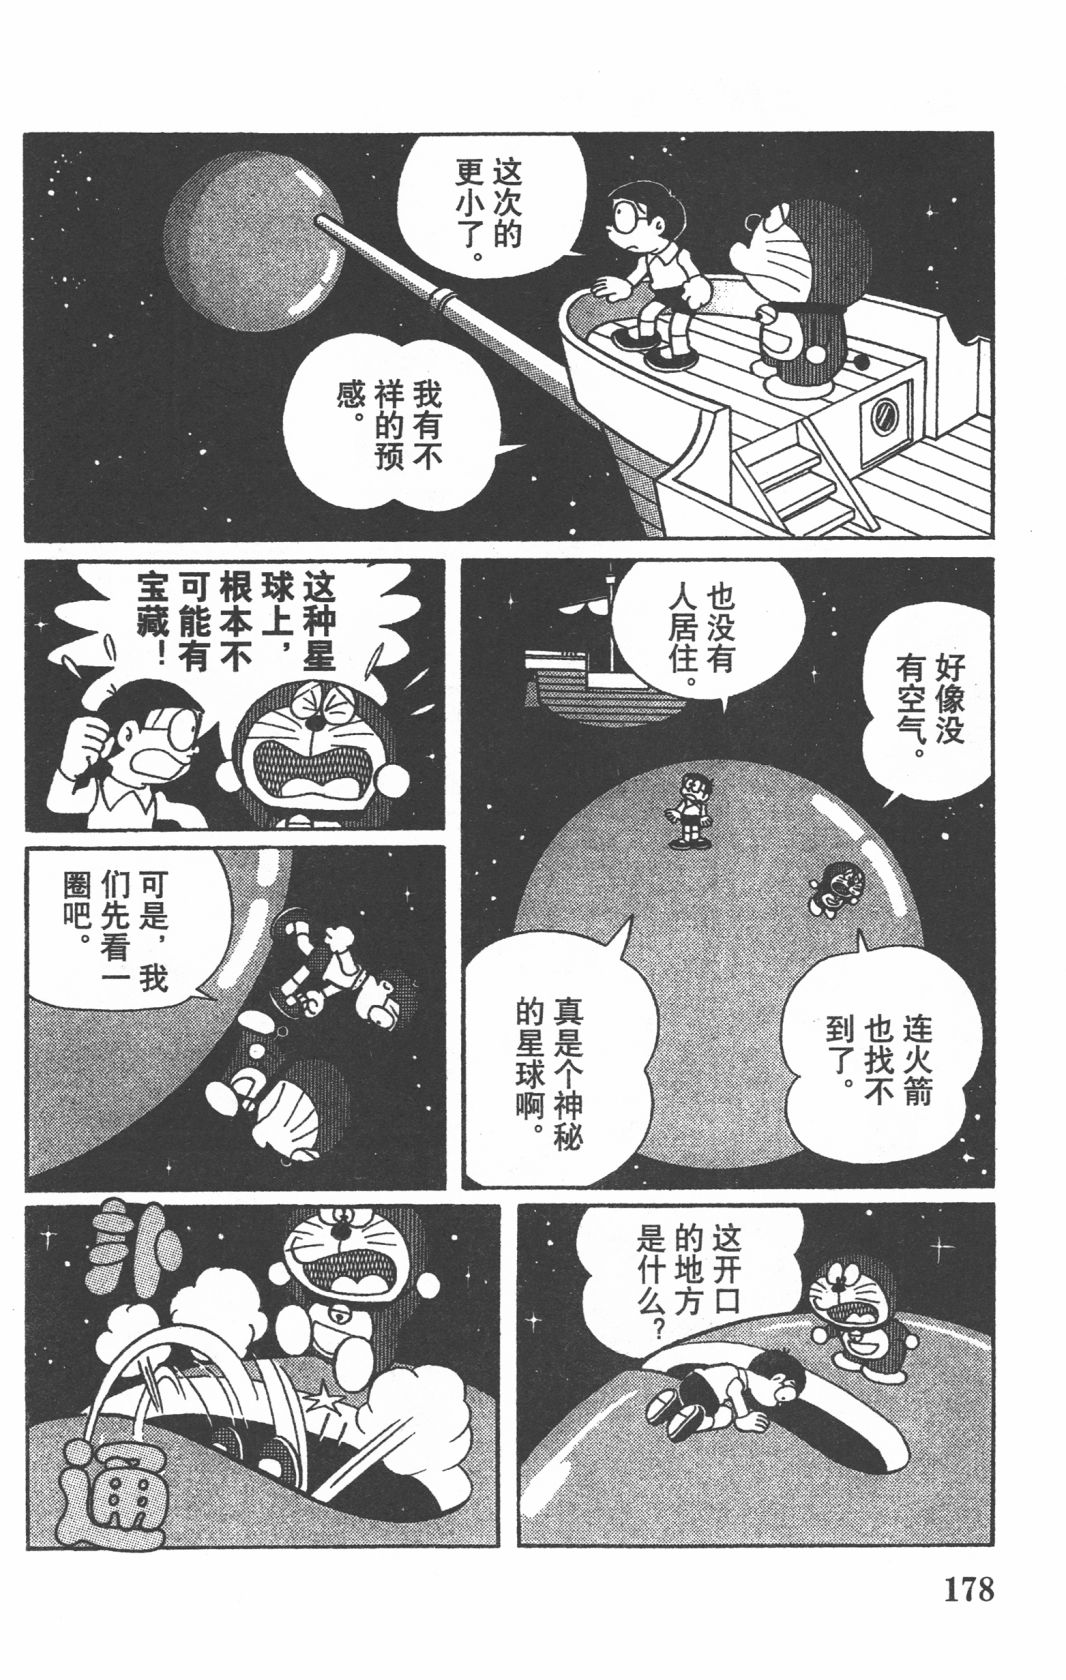 这次的
更小了。
我有不
祥的预
感。
好像没
有空气。
也没有
人居住。
连火箭
也找不
到了。
真是个神秘
的星球啊。
这种星
球上，
根本不
可能有
宝藏！
可是，我
们先看一
圈吧。
这开口
的地方
是什么？
扑
通
178